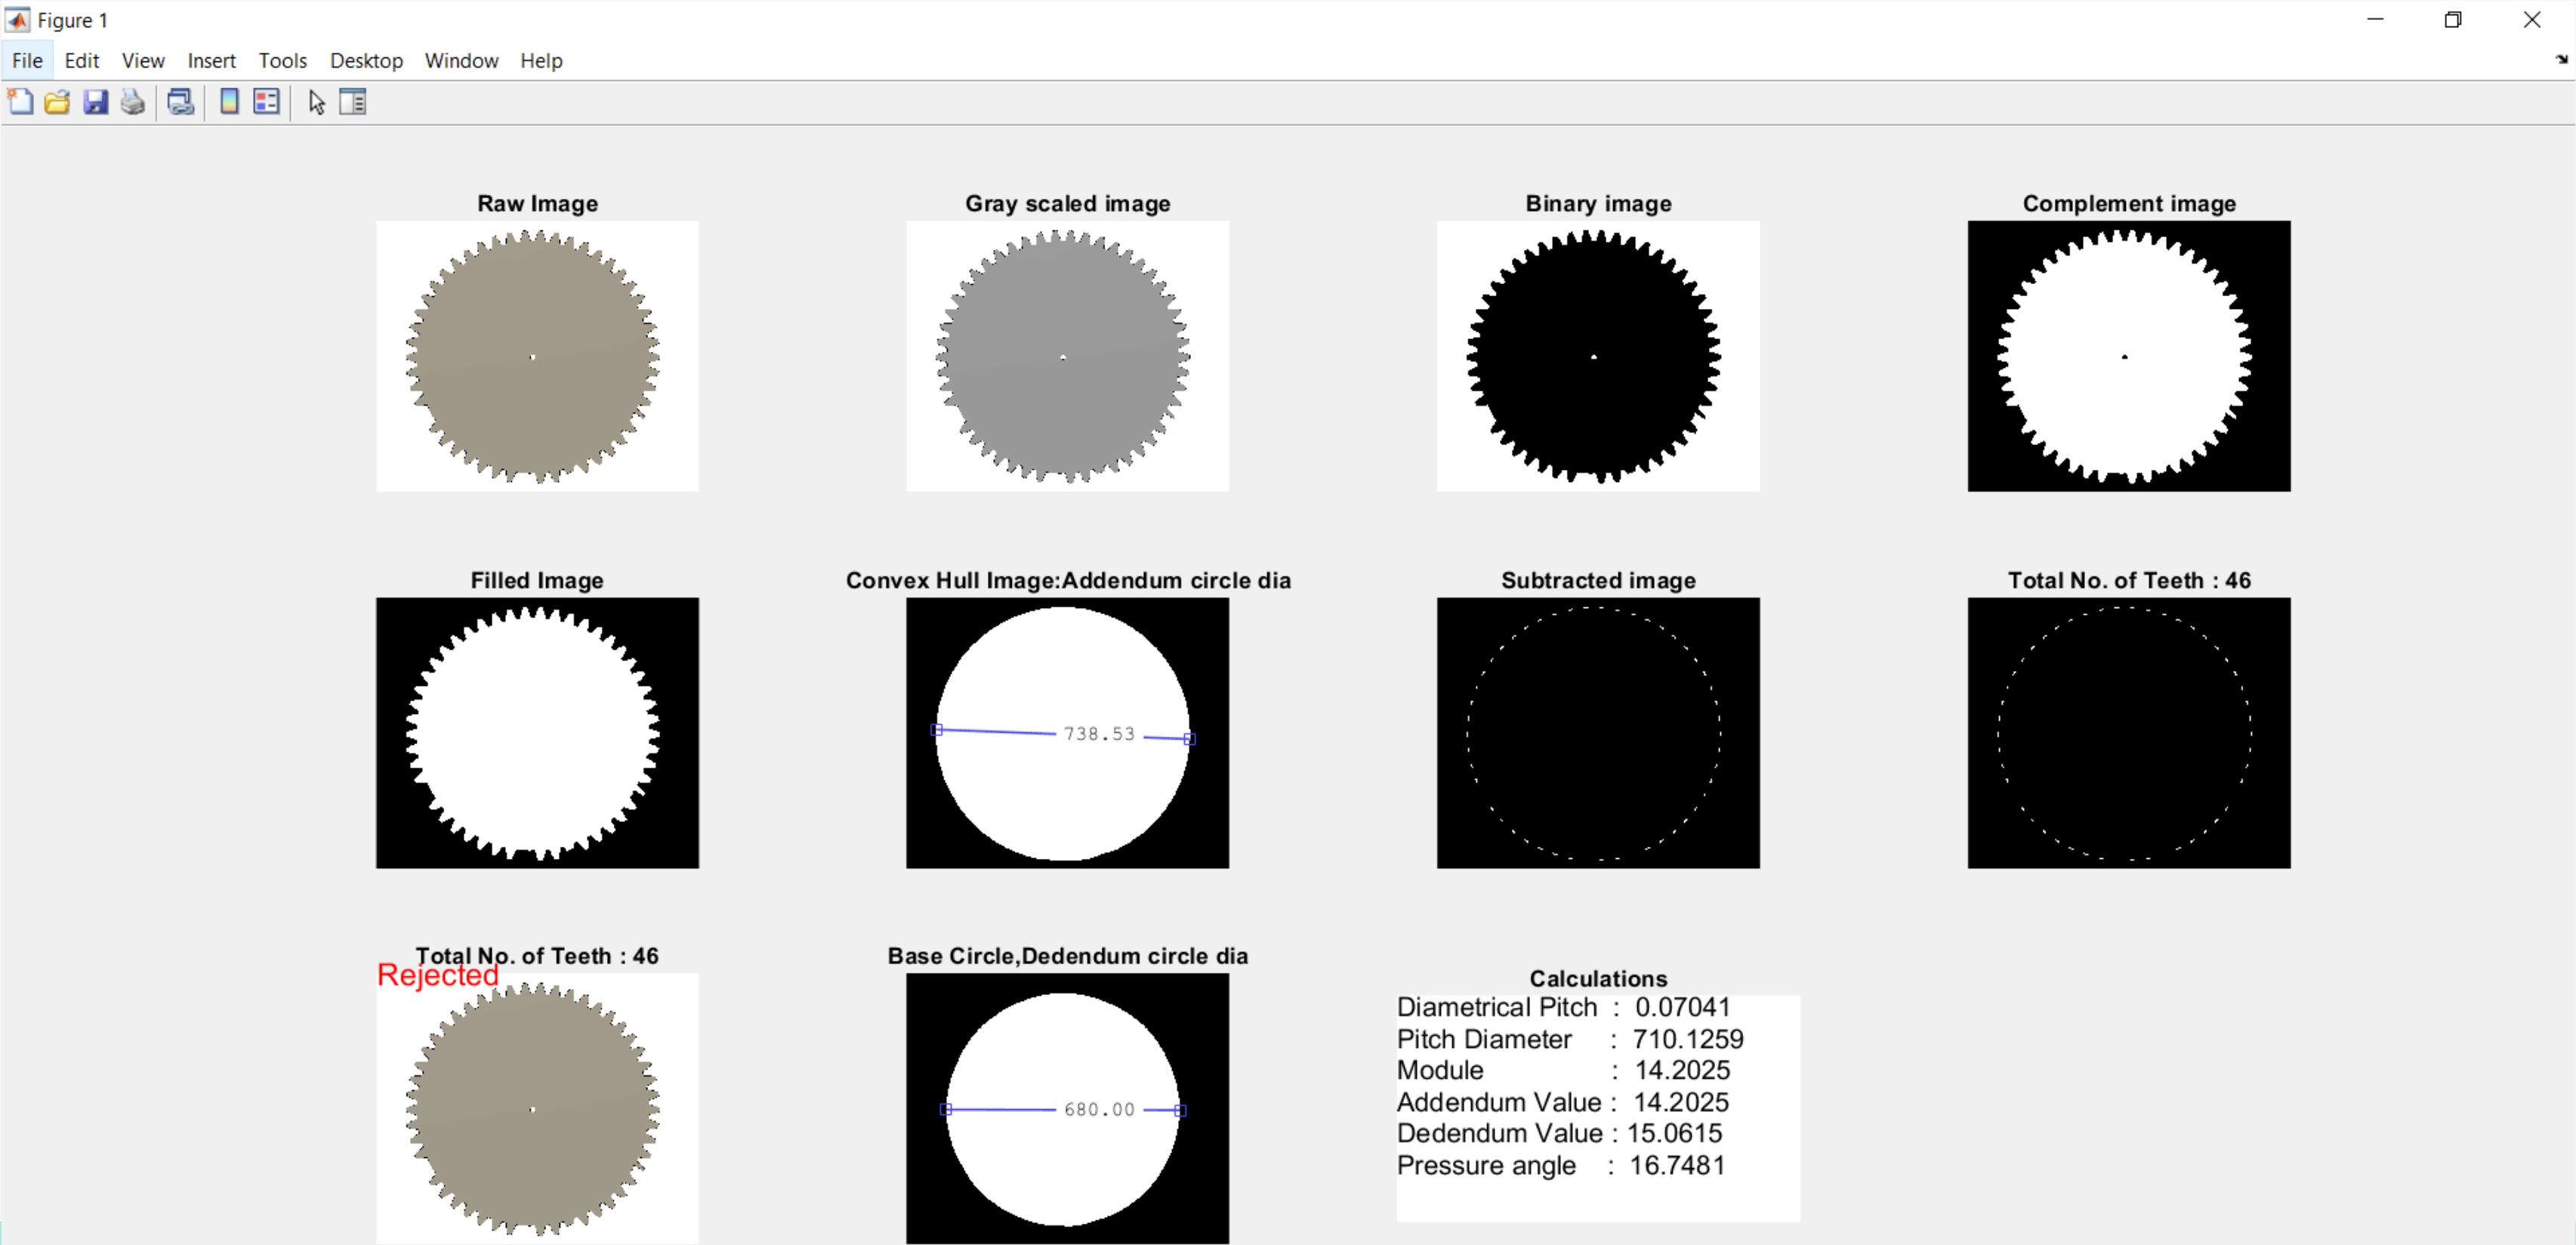 Figure 1
File Edit View Insert Tools Desktop Window Help
Raw Image
Gray scaled image
Binary image
Complement image
Filled Image
Convex Hull Image:Addendum circle dia
Subtracted image
Total No. of Teeth : 46
738.53
Total No. of Teeth : 46
Rejected
Base Circle,Dedendum circle dia
680.00
Calculations
Diametrical Pitch : 0.07041
Pitch Diameter : 710.1259
Module : 14.2025
Addendum Value : 14.2025
Dedendum Value : 15.0615
Pressure angle : 16.7481